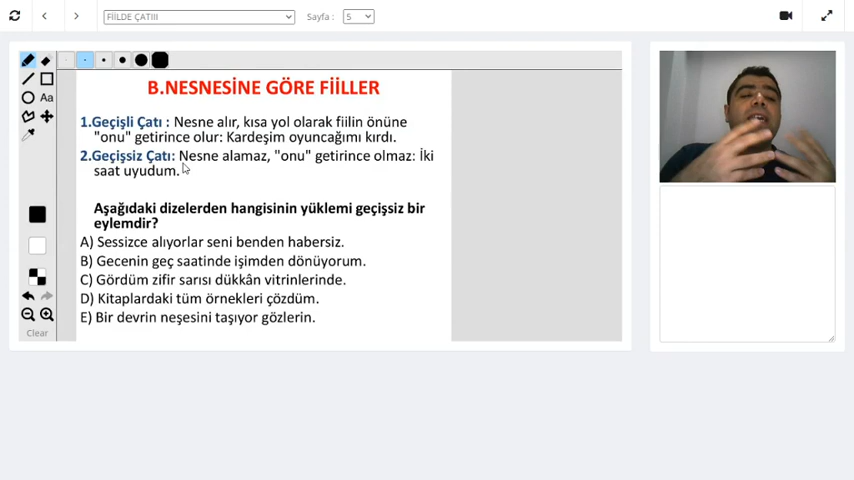 FİİLDE ÇATIII
Sayfa :
5
Aa
Clear
B.NESNESİNE GÖRE FİİLLER
1.Geçişli Çatı : Nesne alır, kısa yol olarak fiilin önüne
"onu" getirince olur: Kardeşim oyuncağımı kırdı.
2.Geçişsiz Çatı: Nesne alamaz, "onu" getirince olmaz: İki
saat uyudum.
Aşağıdaki dizelerden hangisinin yüklemi geçişsiz bir
eylemdir?
A) Sessizce alıyorlar seni benden habersiz.
B) Gecenin geç saatinde işimden dönüyorum.
C) Gördüm zifir sarısı dükkân vitrinlerinde.
D) Kitaplardaki tüm örnekleri çözdüm.
E) Bir devrin neşesini taşıyor gözlerin.